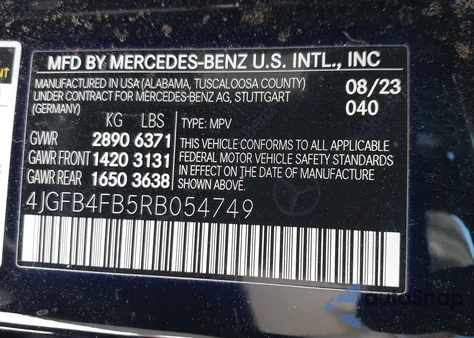 MFD BY MERCEDES-BENZ U.S. INTL., INC
MANUFACTURED IN USA (ALABAMA, TUSCALOOSA COUNTY)
UNDER CONTRACT FOR MERCEDES-BENZ AG, STUTTGART
(GERMANY)
08/23
040
KG LBS
GVWR 2890 6371
GAWR FRONT 1420 3131
GAWR REAR 1650 3638
TYPE: MPV
THIS VEHICLE CONFORMS TO ALL APPLICABLE
FEDERAL MOTOR VEHICLE SAFETY STANDARDS
IN EFFECT ON THE DATE OF MANUFACTURE
SHOWN ABOVE.
4JGFB4FB5RB054749
AutoSnap